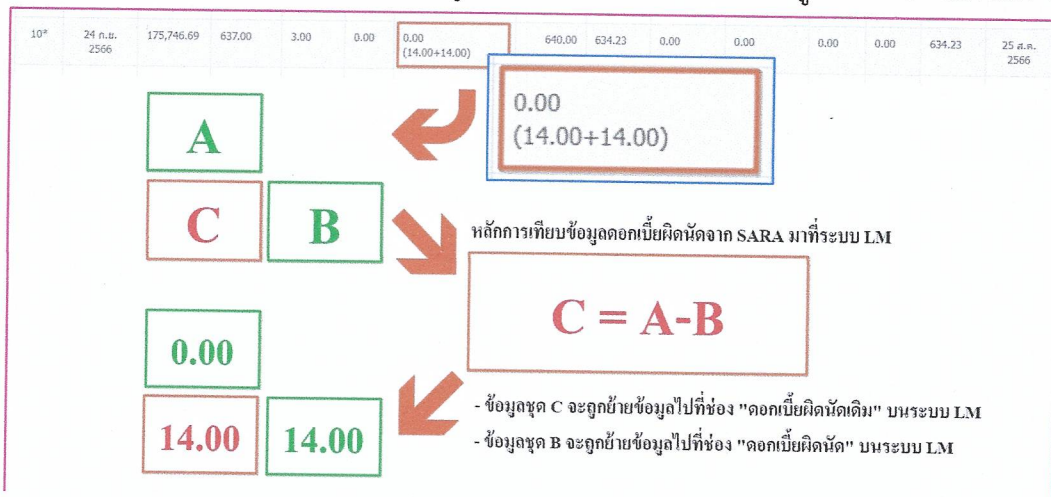 10* 24 ก.ย. 175,746.69 637.00 3.00 0.00 0.00 640.00 634.23 0.00 0.00 0.00 0.00 634.23 25 ส.ค.
2566 (14.00+14.00) 2566
0.00
(14.00+14.00)
A
C B
หลักการเทียบข้อมูลดอกเบี้ยผิดนัดจาก SARA มาที่ระบบ LM
C = A-B
0.00
14.00 14.00
- ข้อมูลชุด C จะถูกย้ายข้อมูลไปที่ช่อง "ดอกเบี้ยผิดนัดเดิม" บนระบบ LM
- ข้อมูลชุด B จะถูกย้ายข้อมูลไปที่ช่อง "ดอกเบี้ยผิดนัด" บนระบบ LM